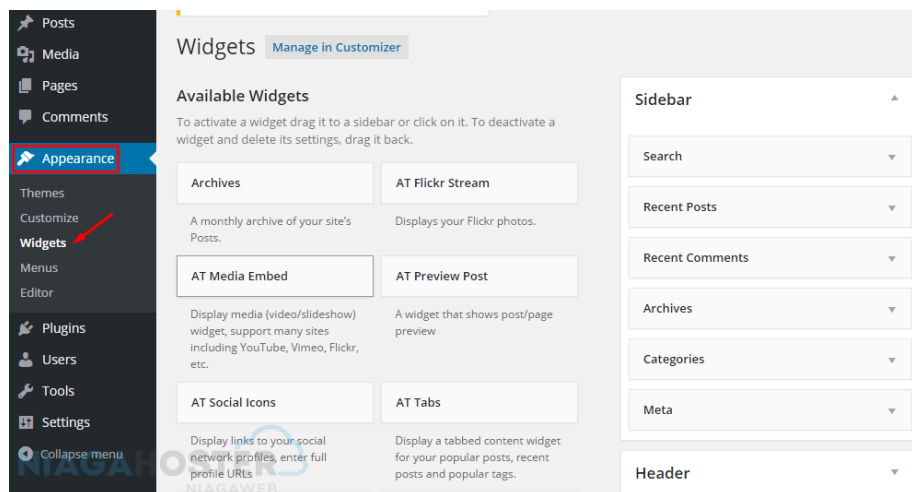 Posts
Media
Pages
Comments
Appearance
Themes
Customize
Widgets
Menus
Editor
Plugins
Users
Tools
Settings
Collapse menu
Widgets
Manage in Customizer
Available Widgets
To activate a widget drag it to a sidebar or click on it. To deactivate a
widget and delete its settings, drag it back.
Archives
A monthly archive of your site's
Posts.
AT Flickr Stream
Displays your Flickr photos.
AT Media Embed
Display media (video/slideshow)
widget, support many sites
including YouTube, Vimeo, Flickr,
etc.
AT Preview Post
A widget that shows post/page
preview
AT Social Icons
Display links to your social
network profiles, enter full
profile URLs
AT Tabs
Display a tabbed content widget
for your popular posts, recent
posts and popular tags.
Sidebar
Search
Recent Posts
Recent Comments
Archives
Categories
Meta
Header
NIAGAHOSTER
NIAGAWEB